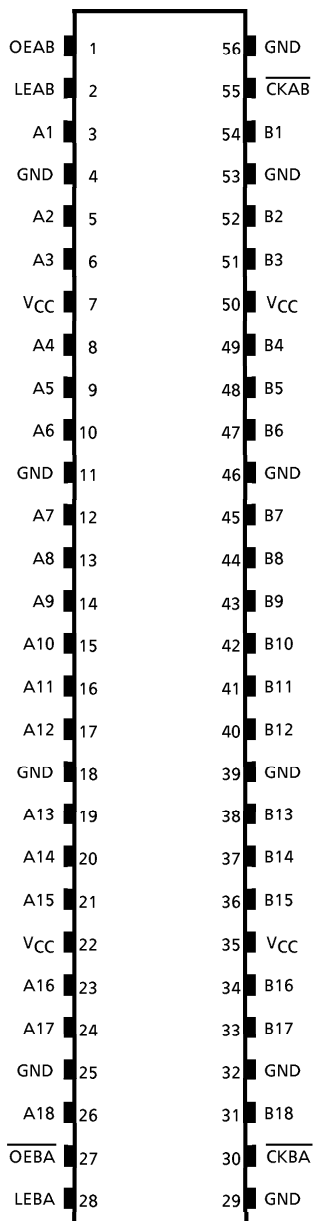 OEAB 1 56 GND
LEAB 2 55 CKAB
A1 3 54 B1
GND 4 53 GND
A2 5 52 B2
A3 6 51 B3
VCC 7 50 VCC
A4 8 49 B4
A5 9 48 B5
A6 10 47 B6
GND 11 46 GND
A7 12 45 B7
A8 13 44 B8
A9 14 43 B9
A10 15 42 B10
A11 16 41 B11
A12 17 40 B12
GND 18 39 GND
A13 19 38 B13
A14 20 37 B14
A15 21 36 B15
VCC 22 35 VCC
A16 23 34 B16
A17 24 33 B17
GND 25 32 GND
A18 26 31 B18
OEBA 27 30 CKBA
LEBA 28 29 GND